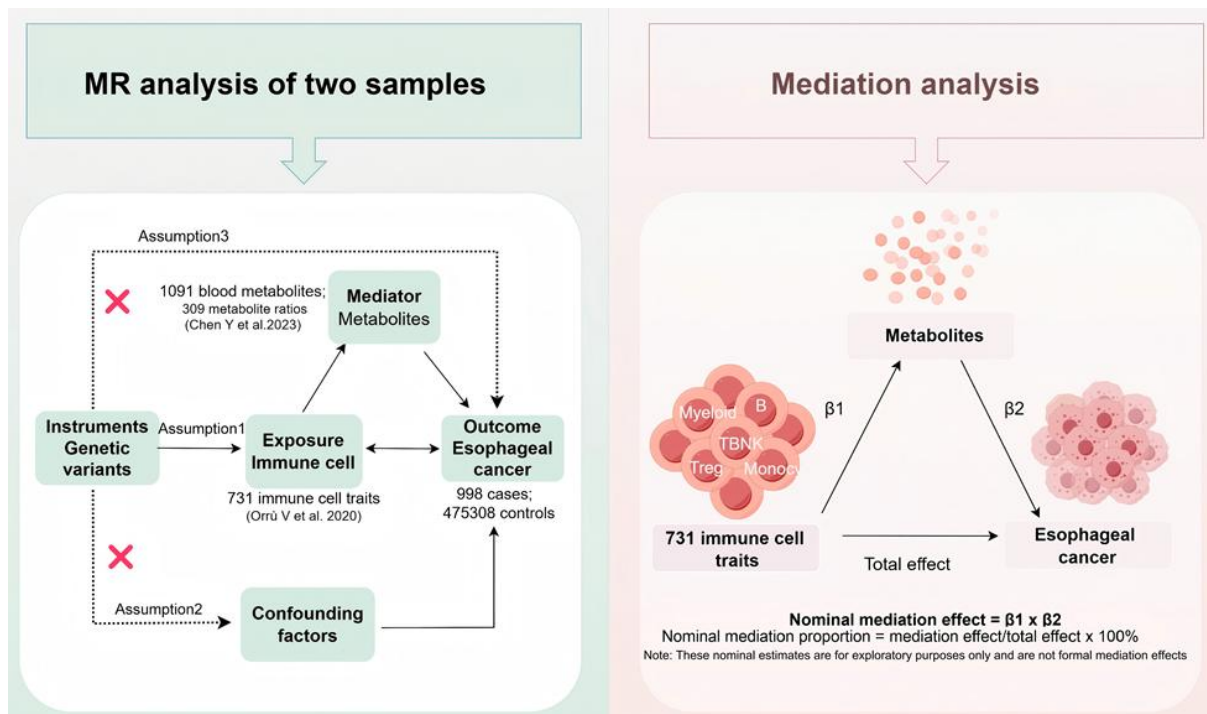 MR analysis of two samples
Assumption3
1091 blood metabolites;
309 metabolite ratios
(Chen Y et al.2023)
Mediator
Metabolites
Instruments
Genetic
variants
Assumption1
Exposure
Immune cell
731 immune cell traits
(Orrù V et al. 2020)
Outcome
Esophageal
cancer
998 cases;
475308 controls
Assumption2
Confounding
factors
Mediation analysis
Metabolites
β1
β2
Myeloid
B
TBNK
Treg
Monocy
731 immune cell
traits
Total effect
Esophageal
cancer
Nominal mediation effect = β1 x β2
Nominal mediation proportion = mediation effect/total effect x 100%
Note: These nominal estimates are for exploratory purposes only and are not formal mediation effects